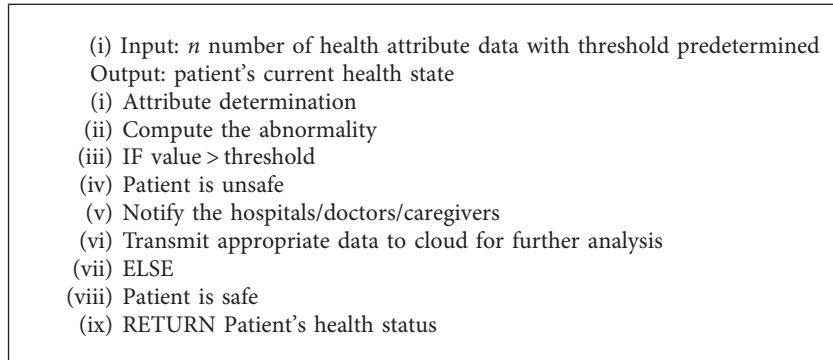 (i) Input: n number of health attribute data with threshold predetermined
Output: patient's current health state
(i) Attribute determination
(ii) Compute the abnormality
(iii) IF value > threshold
(iv) Patient is unsafe
(v) Notify the hospitals/doctors/caregivers
(vi) Transmit appropriate data to cloud for further analysis
(vii) ELSE
(viii) Patient is safe
(ix) RETURN Patient's health status